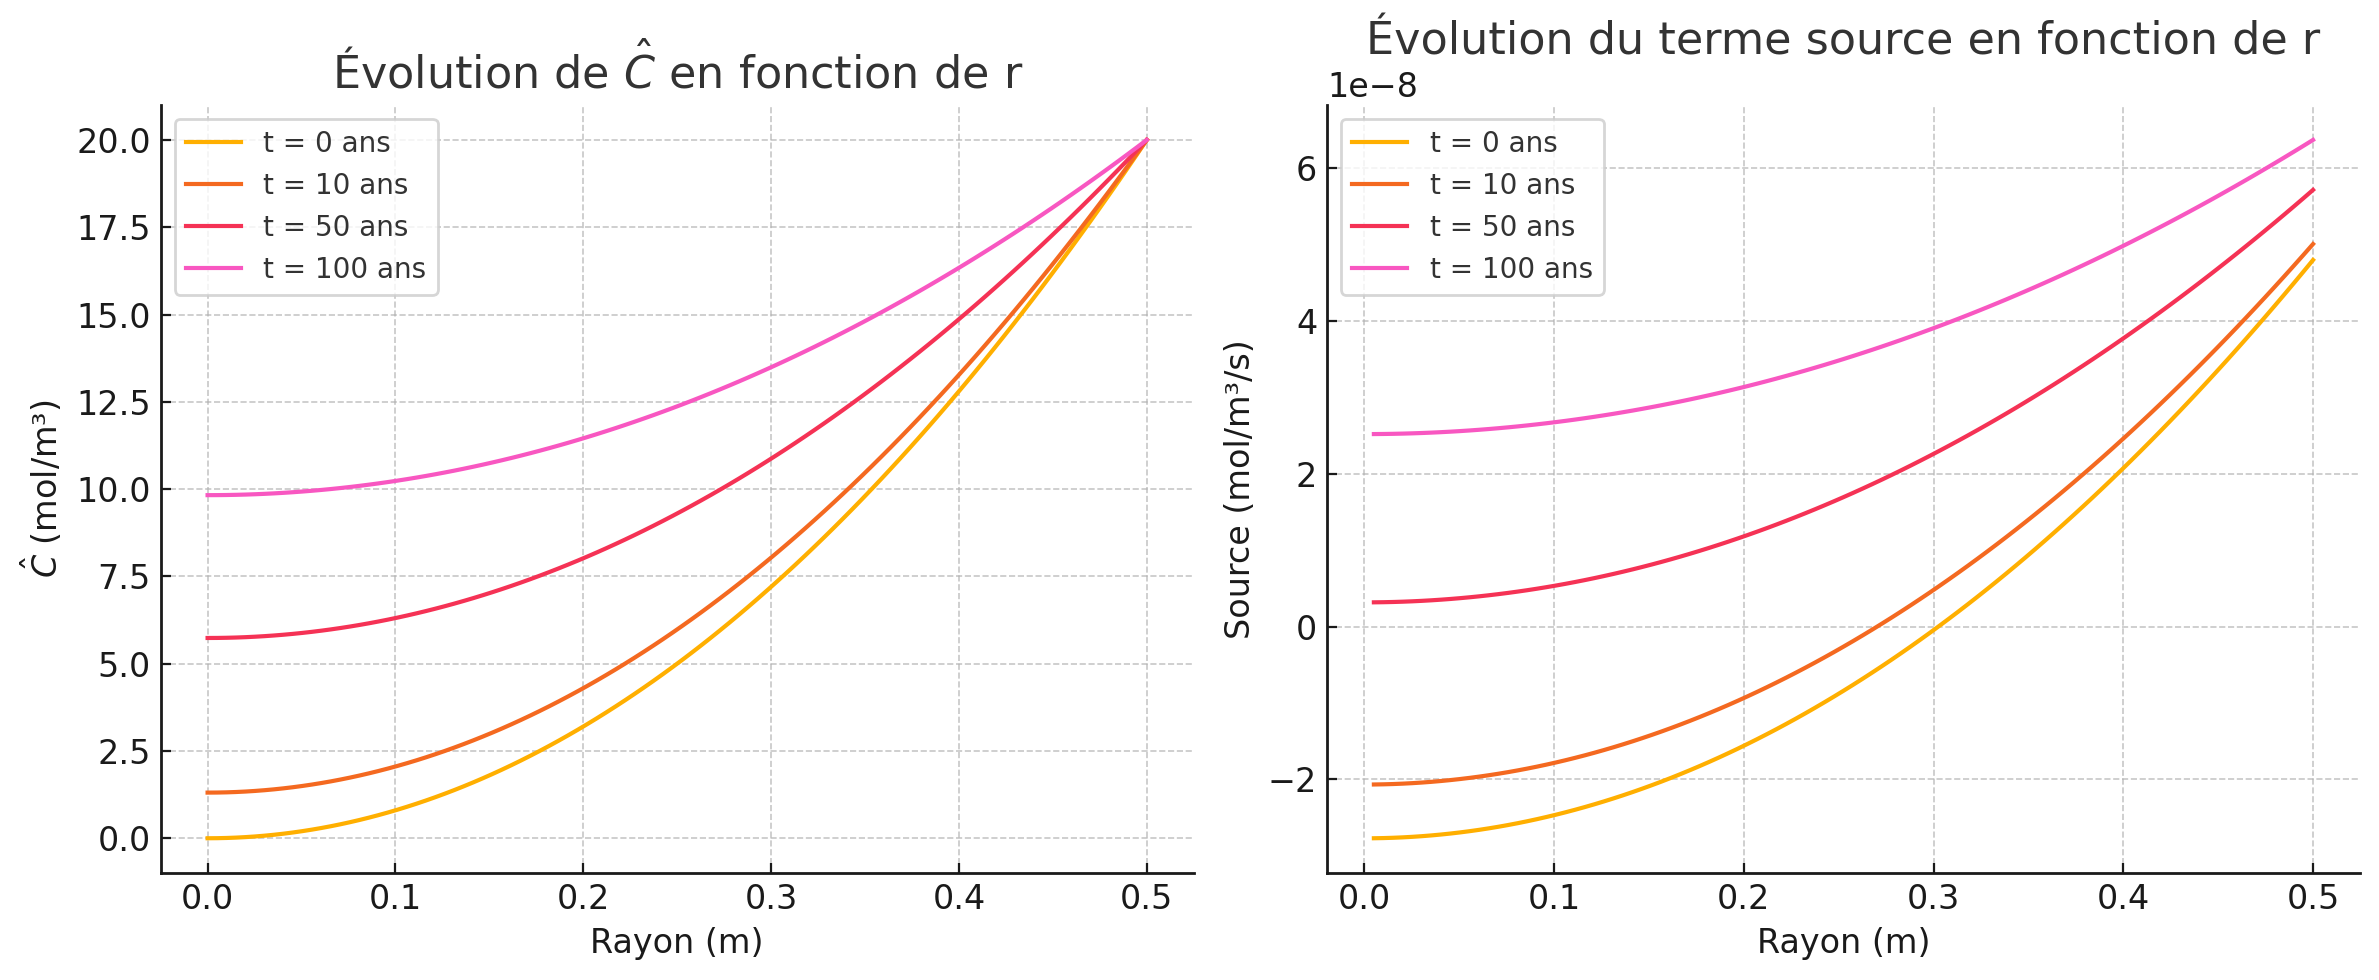 Évolution de Ĉ en fonction de r
t = 0 ans
t = 10 ans
t = 50 ans
t = 100 ans
20.0
17.5
15.0
12.5
10.0
7.5
5.0
2.5
0.0
Ĉ (mol/m³)
0.0 0.1 0.2 0.3 0.4 0.5
Rayon (m)
Évolution du terme source en fonction de r
1e−8
t = 0 ans
t = 10 ans
t = 50 ans
t = 100 ans
6
4
2
0
−2
Source (mol/m³/s)
0.0 0.1 0.2 0.3 0.4 0.5
Rayon (m)